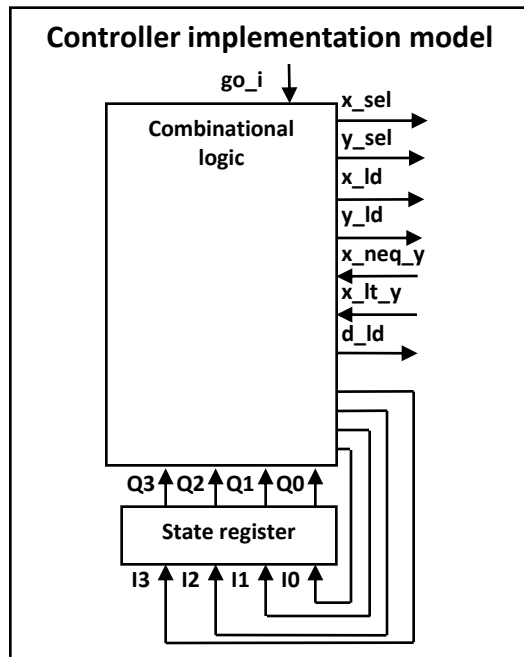 Controller implementation model
go_i
Combinational
logic
x_sel
y_sel
x_ld
y_ld
x_neq_y
x_lt_y
d_ld
Q3 Q2 Q1 Q0
State register
I3 I2 I1 I0